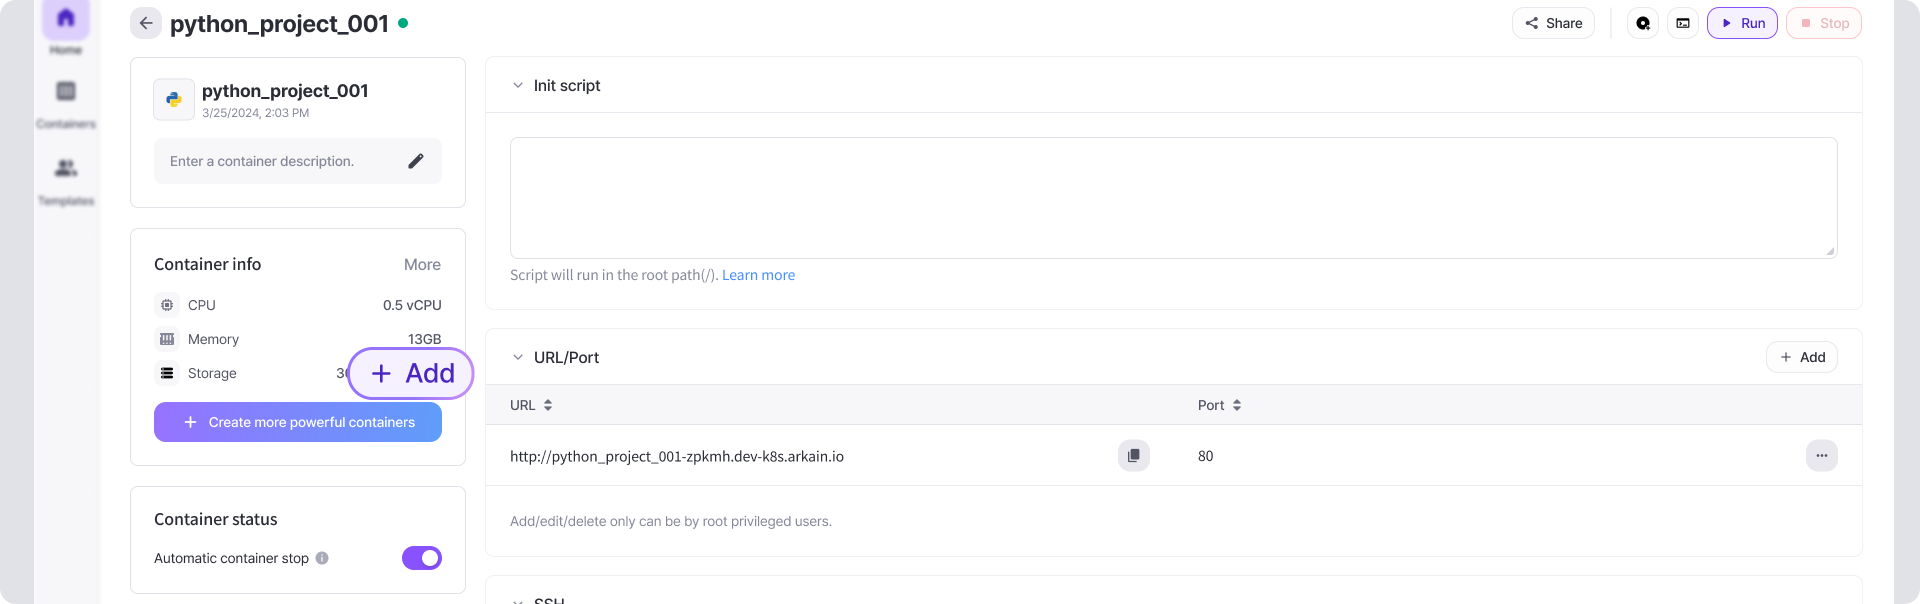 Home
Containers
Templates
python_project_001
Share
Run
Stop
python_project_001
3/25/2024, 2:03 PM
Enter a container description.
Container info
More
CPU
0.5 vCPU
Memory
13GB
Storage
+ Add
+ Create more powerful containers
Container status
Automatic container stop
Init script
Script will run in the root path(/). Learn more
URL/Port
+ Add
URL
Port
http://python_project_001-zpkmh.dev-k8s.arkain.io
80
Add/edit/delete only can be by root privileged users.
SSH